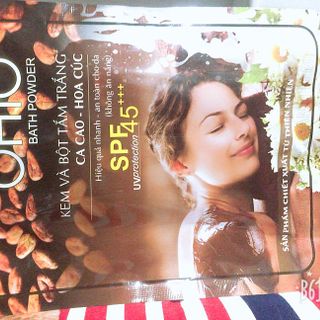 BATH POWDER
KEM VÀ BỘT TẮM TRẮNG
CA CAO - HOA CÚC
Hiệu quả nhanh - an toàn cho da
(không ăn nắng)
SPF 45+++
UVprotection
SẢN PHẨM CHIẾT XUẤT TỪ THIÊN NHIÊN
B61